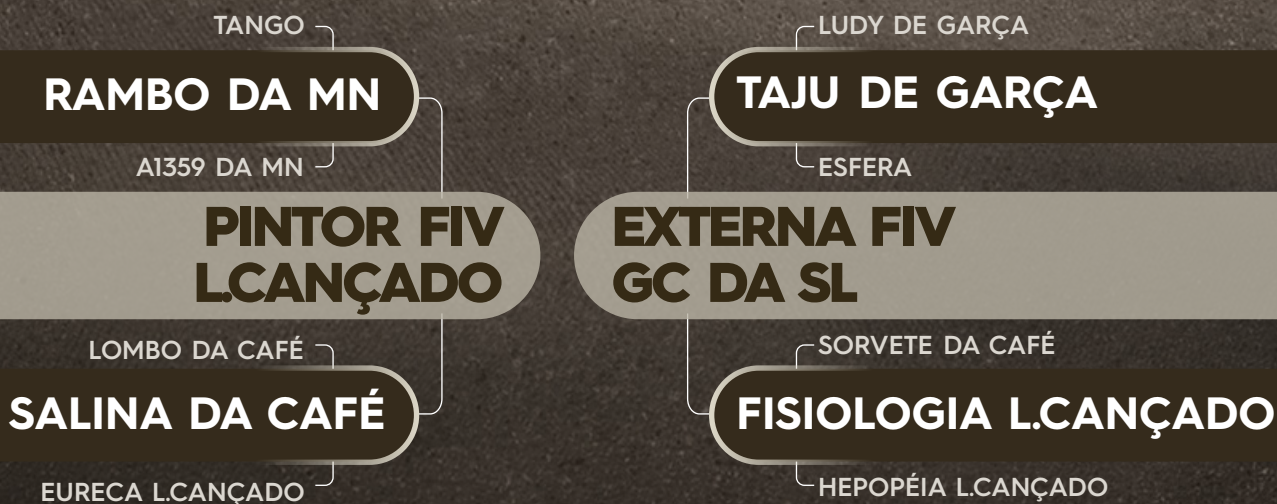 TANGO
RAMBO DA MN
A1359 DA MN
PINTOR FIV
L.CANÇADO
LOMBO DA CAFÉ
SALINA DA CAFÉ
EURECA L.CANÇADO
LUDY DE GARÇA
TAJU DE GARÇA
ESFERA
EXTERNA FIV
GC DA SL
SORVETE DA CAFÉ
FISIOLOGIA L.CANÇADO
HEPOPÉIA L.CANÇADO